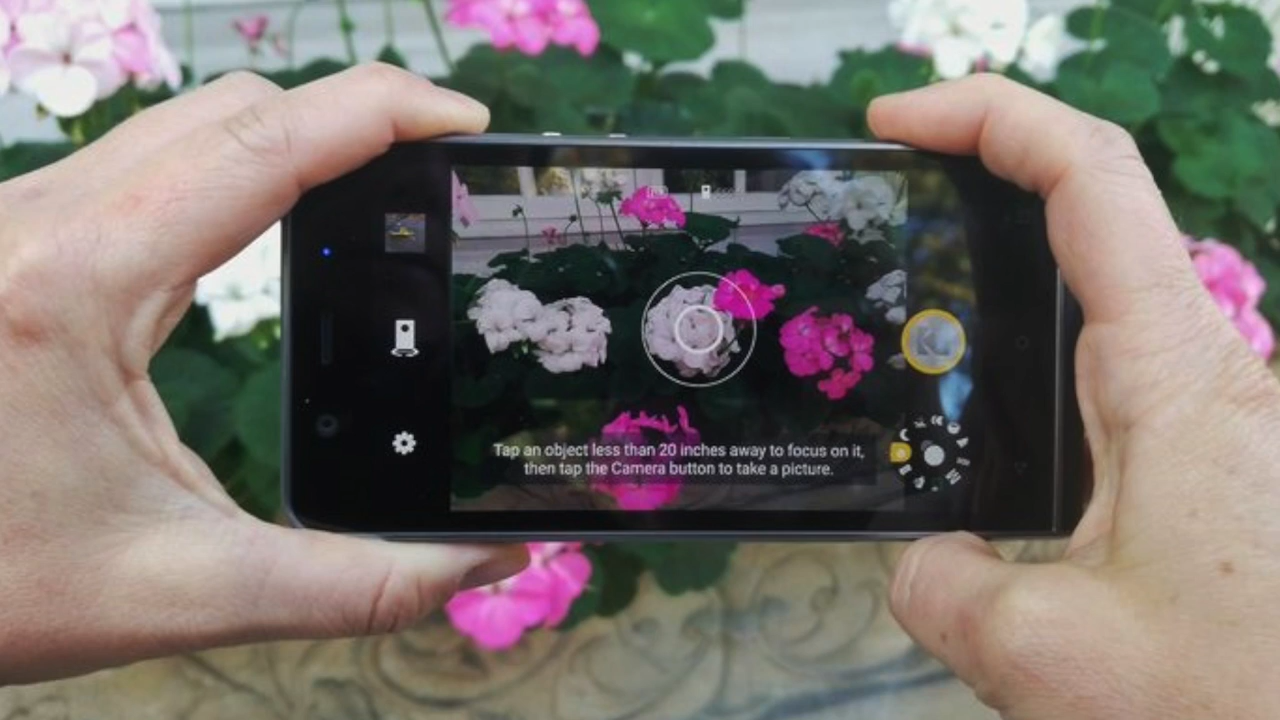 Tap an object less than 20 inches away to focus on it,
then tap the Camera button to take a picture.